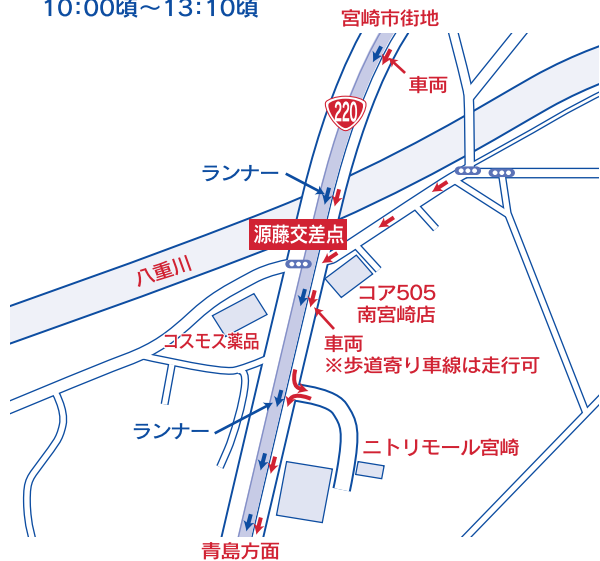 10:00頃～13:10頃
宮崎市街地
車両
220
ランナー
源藤交差点
八重川
コア505
南宮崎店
コスモス薬品
車両
※歩道寄り車線は走行可
ランナー
ニトリモール宮崎
青島方面